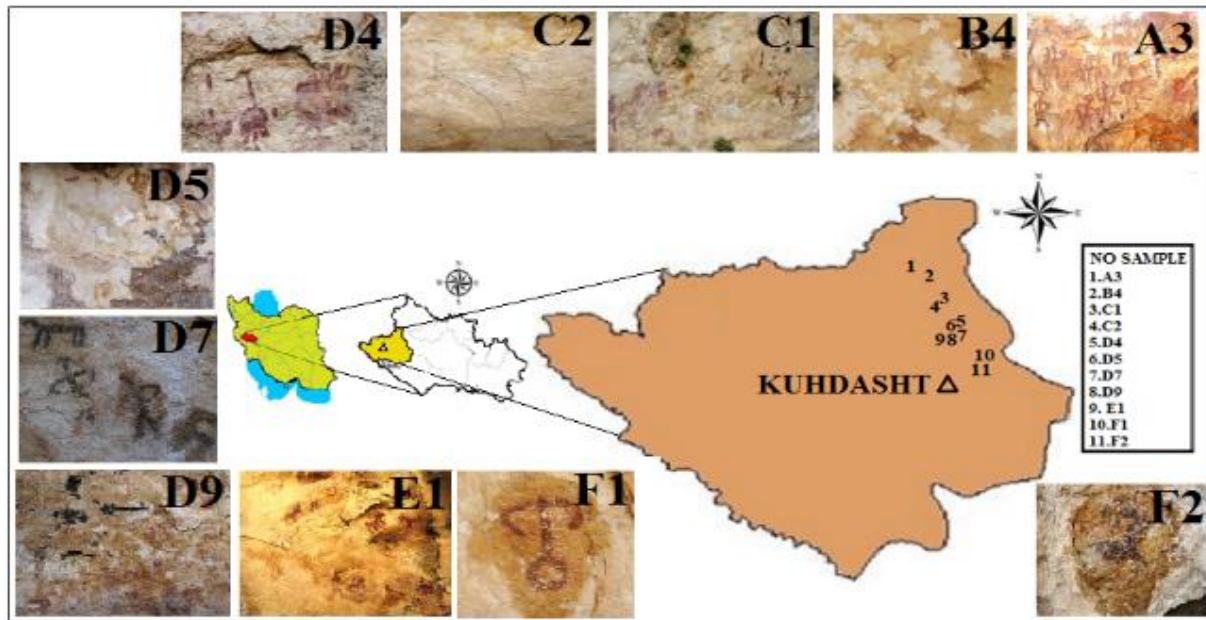 D4
C2
C1
B4
A3
D5
D7
D9
E1
F1
F2
N
W
E
S
N
S
1
2
3
4
5
6
7
9
8
10
11
KUHDASHT
NO SAMPLE
1.A3
2.B4
3.C1
4.C2
5.D4
6.D5
7.D7
8.D9
9. E1
10.F1
11.F2